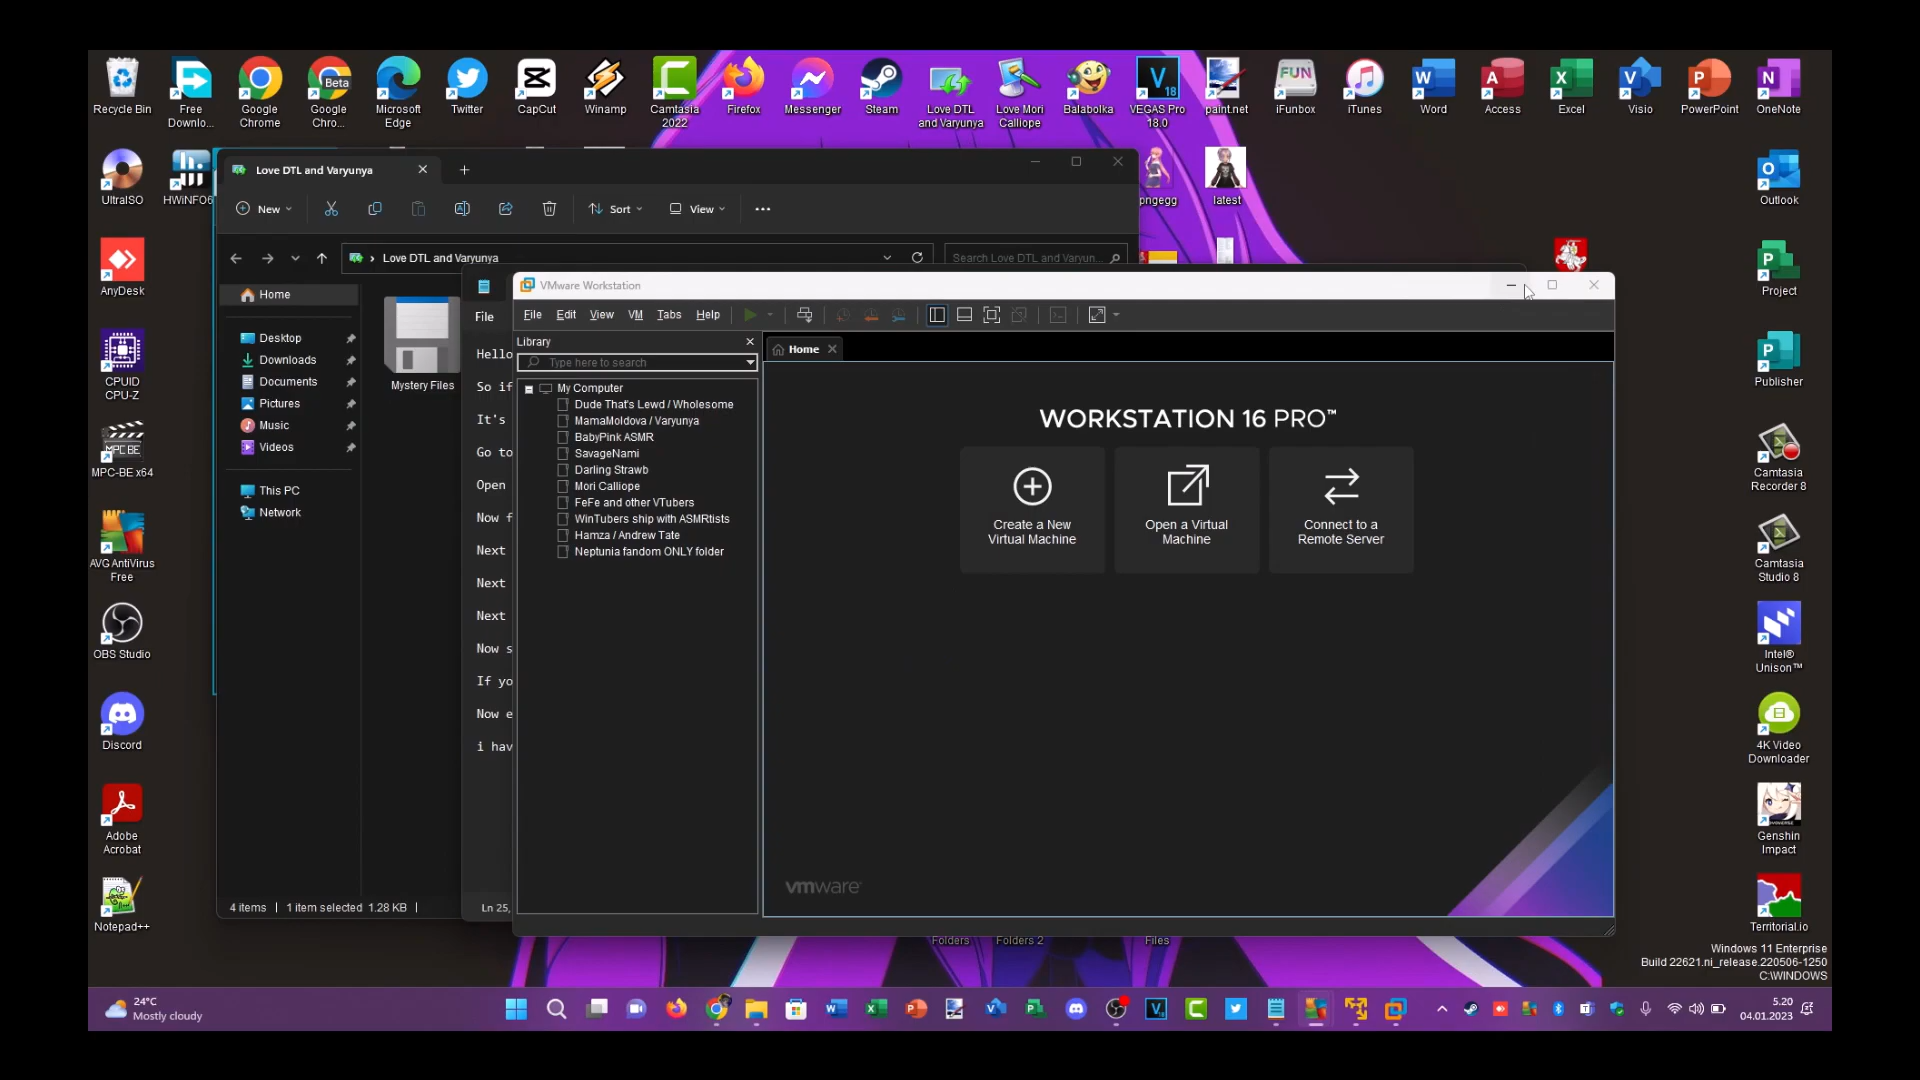 Recycle Bin
Free
Downlo...
Google
Chrome
Beta
Google
Chro...
Microsoft
Edge
Twitter
CapCut
Winamp
Camtasia
2022
Firefox
Messenger
Steam
Love DTL
and Varyunya
Love Mori
Calliope
Balabolka
V
18
VEGAS Pro
18.0
paint.net
FUN
iFunbox
iTunes
Word
Access
Excel
Visio
PowerPoint
OneNote
UltraISO
HWiNFO6
pngegg
latest
Outlook
AnyDesk
Project
CPUID
CPU-Z
Publisher
MPC-BE x64
Camtasia
Recorder 8
AVG AntiVirus
Free
Camtasia
Studio 8
OBS Studio
Intel®
Unison™
Discord
4K Video
Downloader
Adobe
Acrobat
Genshin
Impact
Notepad++
Territorial.io
Love DTL and Varyunya
New
Sort
View
Love DTL and Varyunya
Search Love DTL and Varyun...
Home
Desktop
Downloads
Documents
Pictures
Music
Videos
This PC
Network
Mystery Files
4 items
1 item selected 1.28 KB
File
Hello
So if
It's
Go to
Open
Now f
Next
Next
Next
Now s
If yo
Now e
i hav
Ln 25,
VMware Workstation
File Edit View VM Tabs Help
Library
Type here to search
My Computer
Dude That's Lewd / Wholesome
MamaMoldova / Varyunya
BabyPink ASMR
SavageNami
Darling Strawb
Mori Calliope
FeFe and other VTubers
WinTubers ship with ASMRtists
Hamza / Andrew Tate
Neptunia fandom ONLY folder
Home
WORKSTATION 16 PRO™
Create a New
Virtual Machine
Open a Virtual
Machine
Connect to a
Remote Server
vmware
Folders
Folders 2
Files
Windows 11 Enterprise
Build 22621.ni_release.220506-1250
C:\WINDOWS
24°C
Mostly cloudy
5.20
04.01.2023